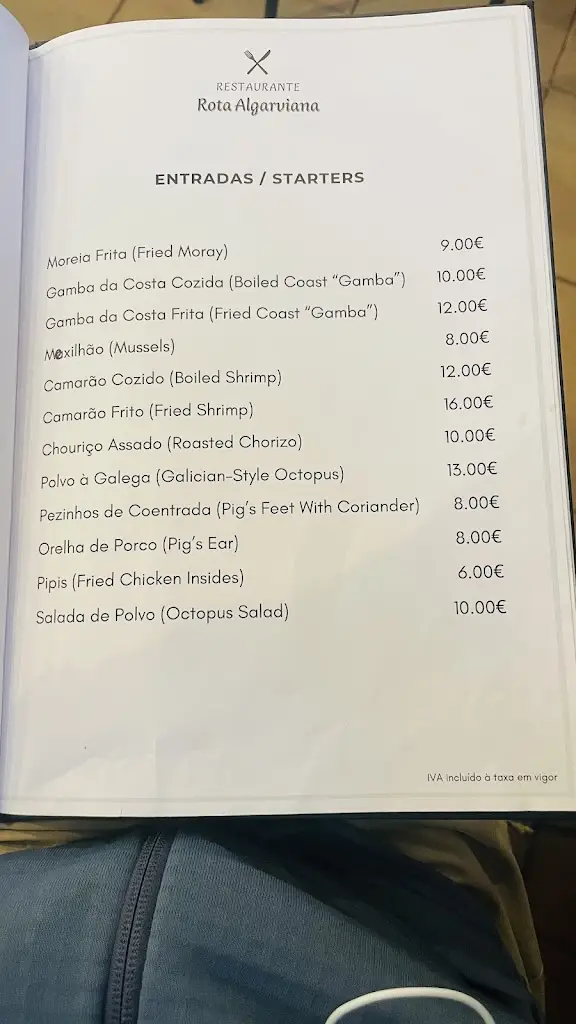 RESTAURANTE
Rota Algarviana
ENTRADAS / STARTERS
Moreia Frita (Fried Moray) 9.00€
Gamba da Costa Cozida (Boiled Coast “Gamba”) 10.00€
Gamba da Costa Frita (Fried Coast “Gamba”) 12.00€
Mexilhão (Mussels) 8.00€
Camarão Cozido (Boiled Shrimp) 12.00€
Camarão Frito (Fried Shrimp) 16.00€
Chouriço Assado (Roasted Chorizo) 10.00€
Polvo à Galega (Galician-Style Octopus) 13.00€
Pezinhos de Coentrada (Pig’s Feet With Coriander) 8.00€
Orelha de Porco (Pig’s Ear) 8.00€
Pipis (Fried Chicken Insides) 6.00€
Salada de Polvo (Octopus Salad) 10.00€
IVA incluído à taxa em vigor